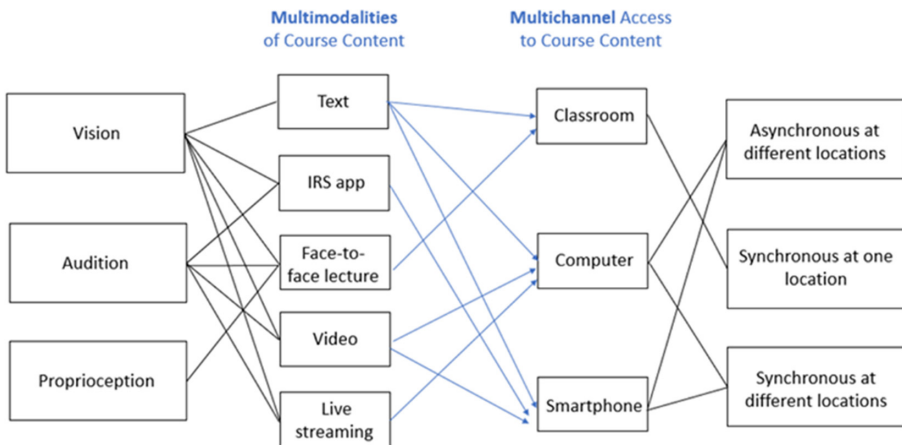 Multimodalities
of Course Content
Multichannel Access
to Course Content
Vision
Audition
Proprioception
Text
IRS app
Face-to-
face lecture
Video
Live
streaming
Classroom
Computer
Smartphone
Asynchronous at
different locations
Synchronous at one
location
Synchronous at
different locations